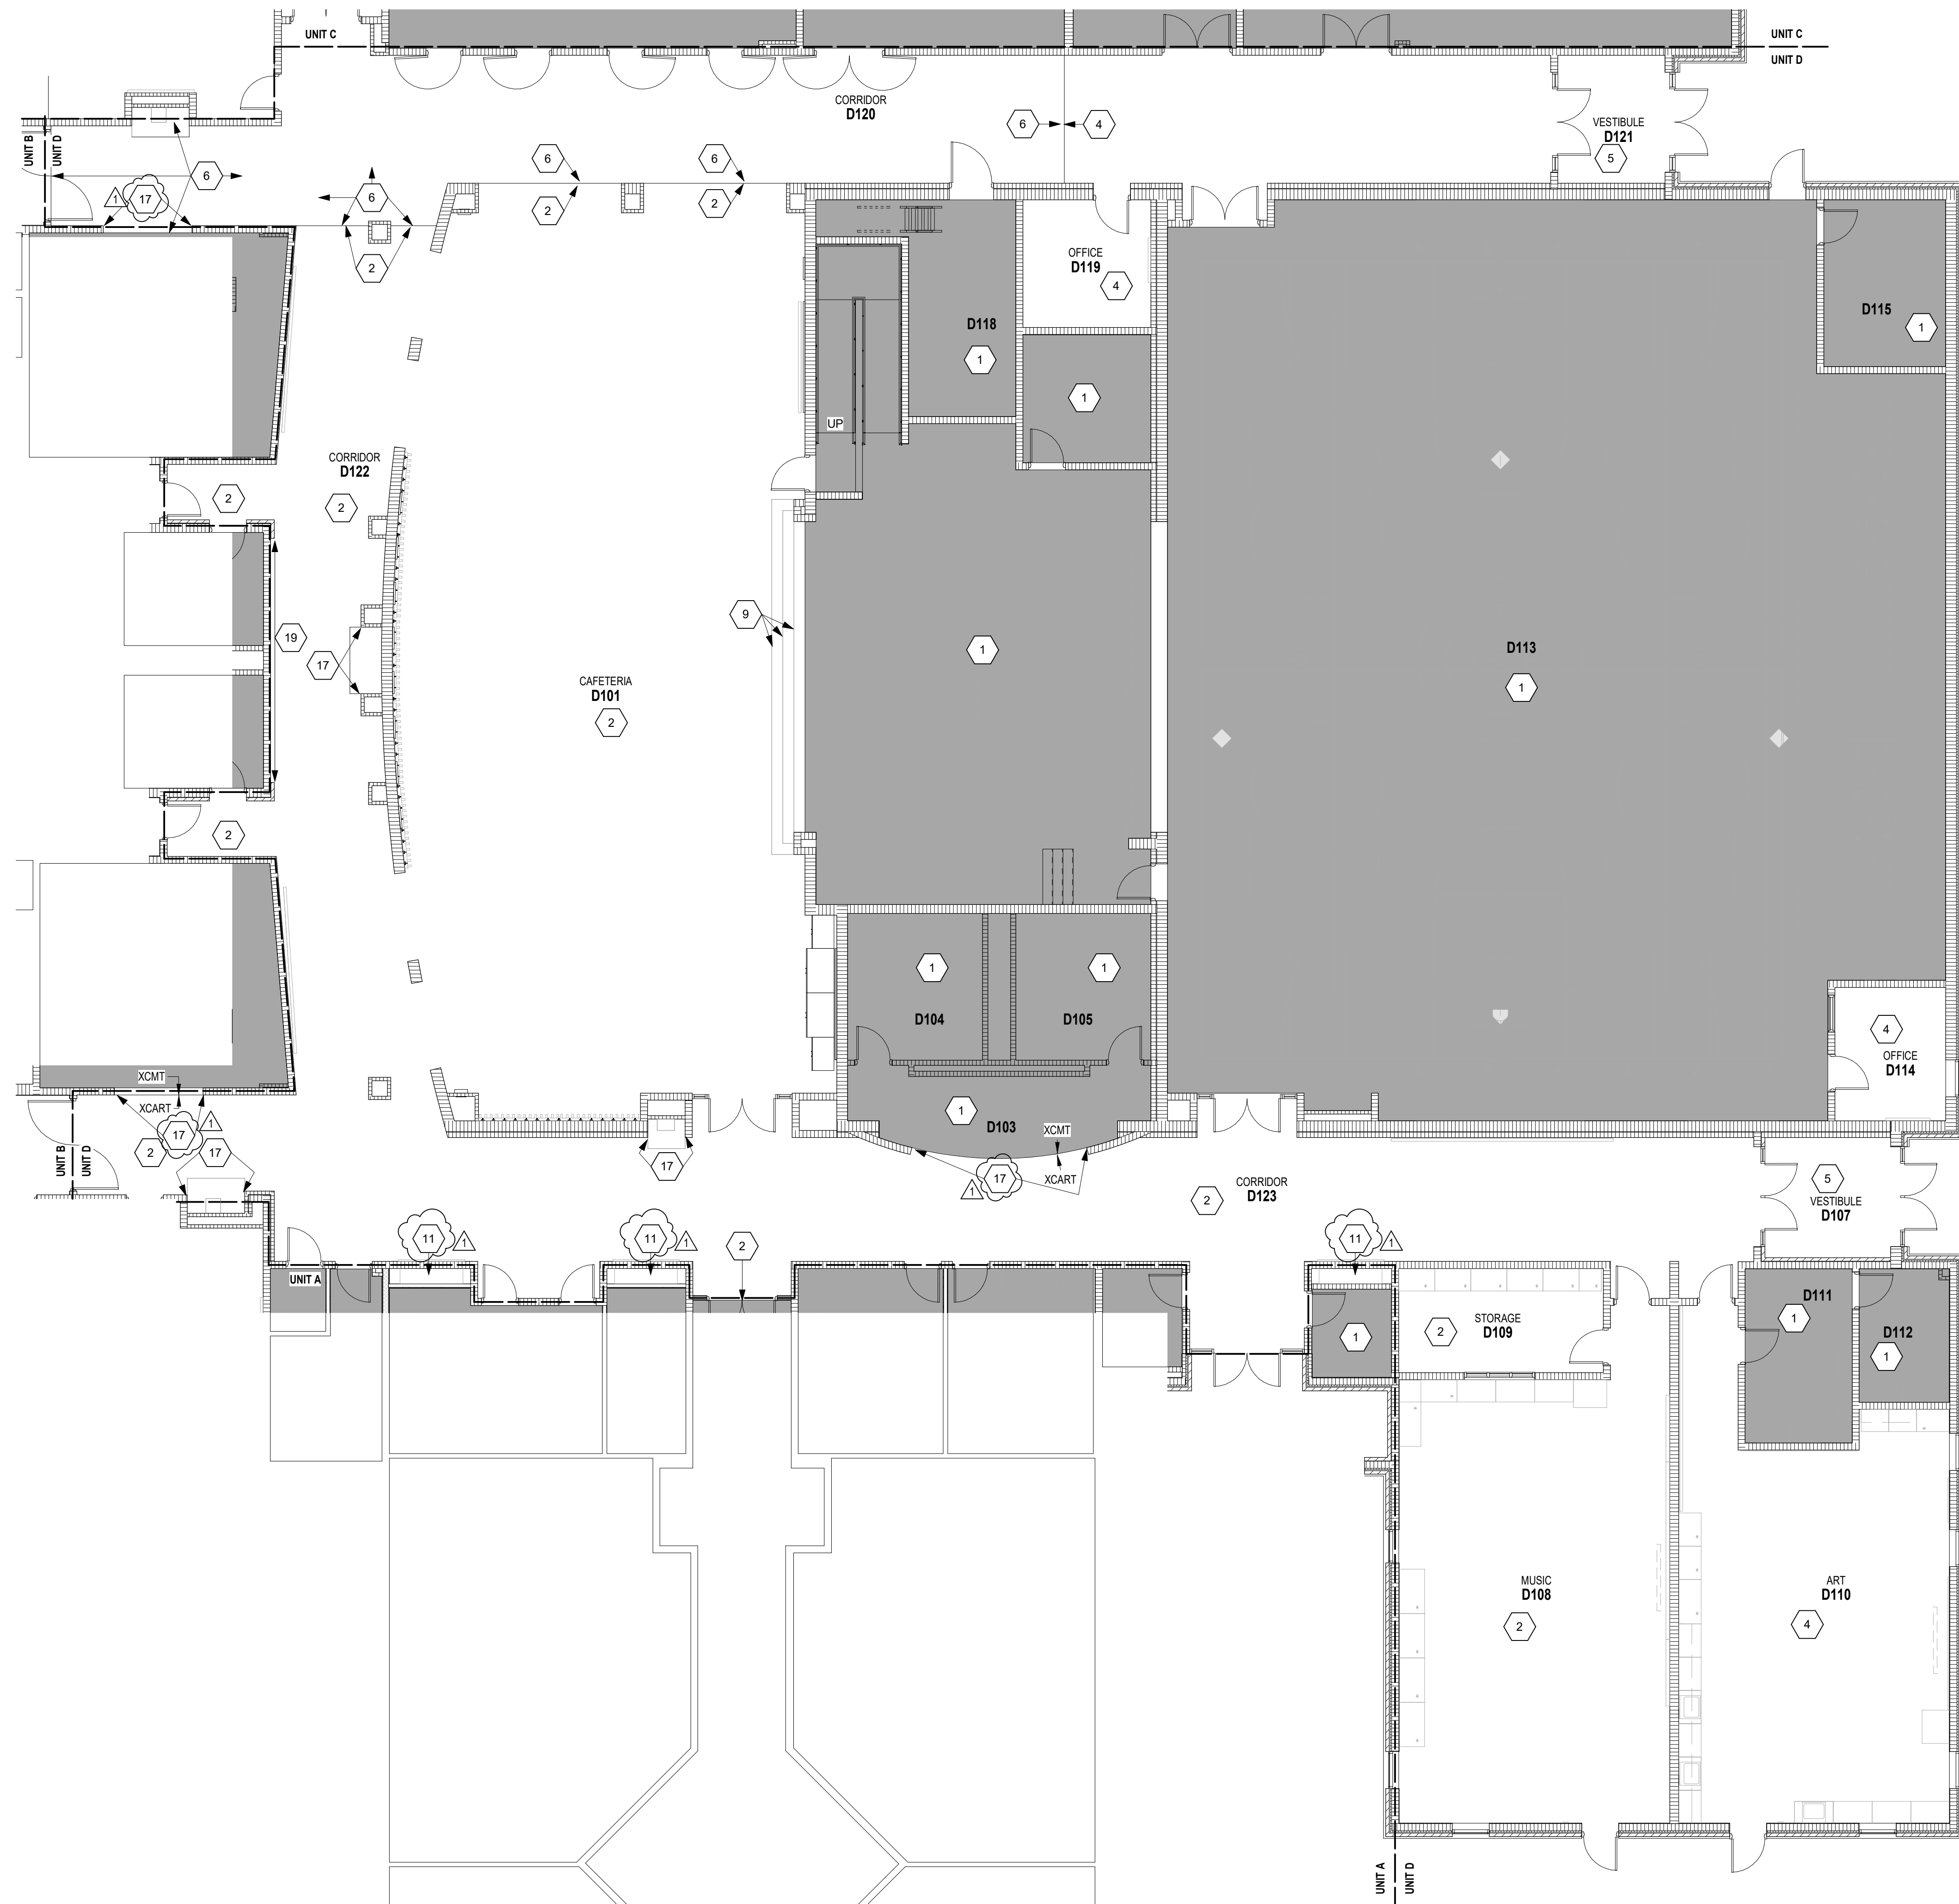 UNIT C
UNIT C
UNIT D
CORRIDOR
D120
6
4
VESTIBULE
D121
5
UNIT B
UNIT D
6
1
17
6
6
2
6
2
2
OFFICE
D119
4
D118
1
D115
1
1
UP
CORRIDOR
D122
2
2
9
19
17
1
D113
1
CAFETERIA
D101
2
2
1
1
D104
D105
4
OFFICE
D114
XCMT
XCART
17
1
2
17
UNIT B
UNIT D
1
D103
XCMT
XCART
17
17
1
CORRIDOR
D123
2
5
VESTIBULE
D107
11
1
11
1
2
11
1
UNIT A
STORAGE
D109
2
1
D111
1
D112
1
MUSIC
D108
2
ART
D110
4
UNIT A
UNIT D